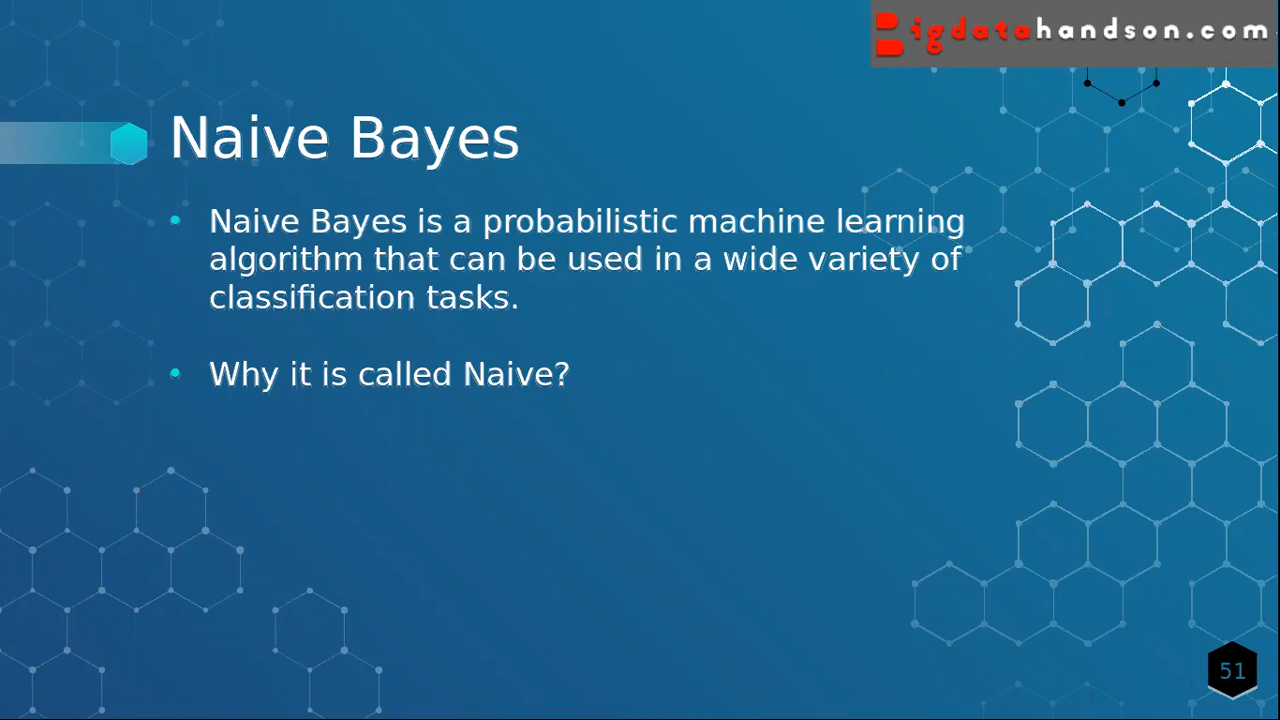 Bigdatahandson.com
Naive Bayes
• Naive Bayes is a probabilistic machine learning
algorithm that can be used in a wide variety of
classification tasks.
• Why it is called Naive?
51